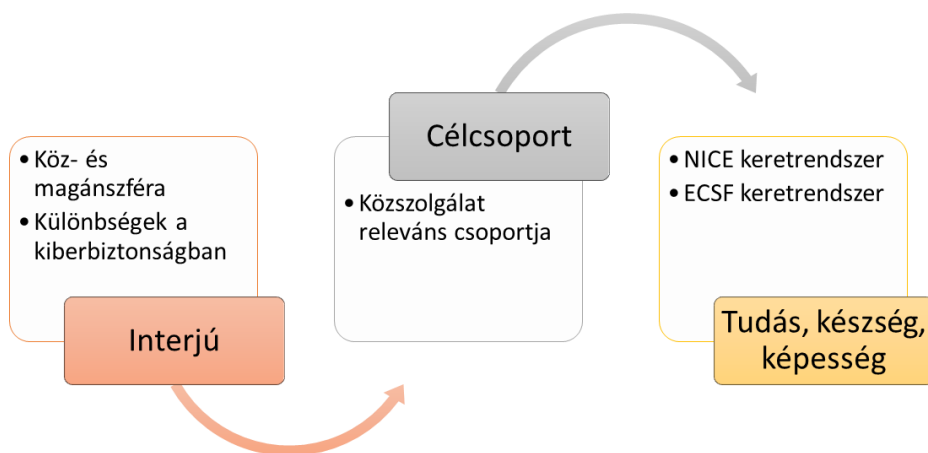 • Köz- és
magánszféra
• Különbségek a
kiberbiztonságban
Interjú
Célcsoport
• Közszolgálat
releváns csoportja
• NICE keretrendszer
• ECSF keretrendszer
Tudás, készség,
képesség